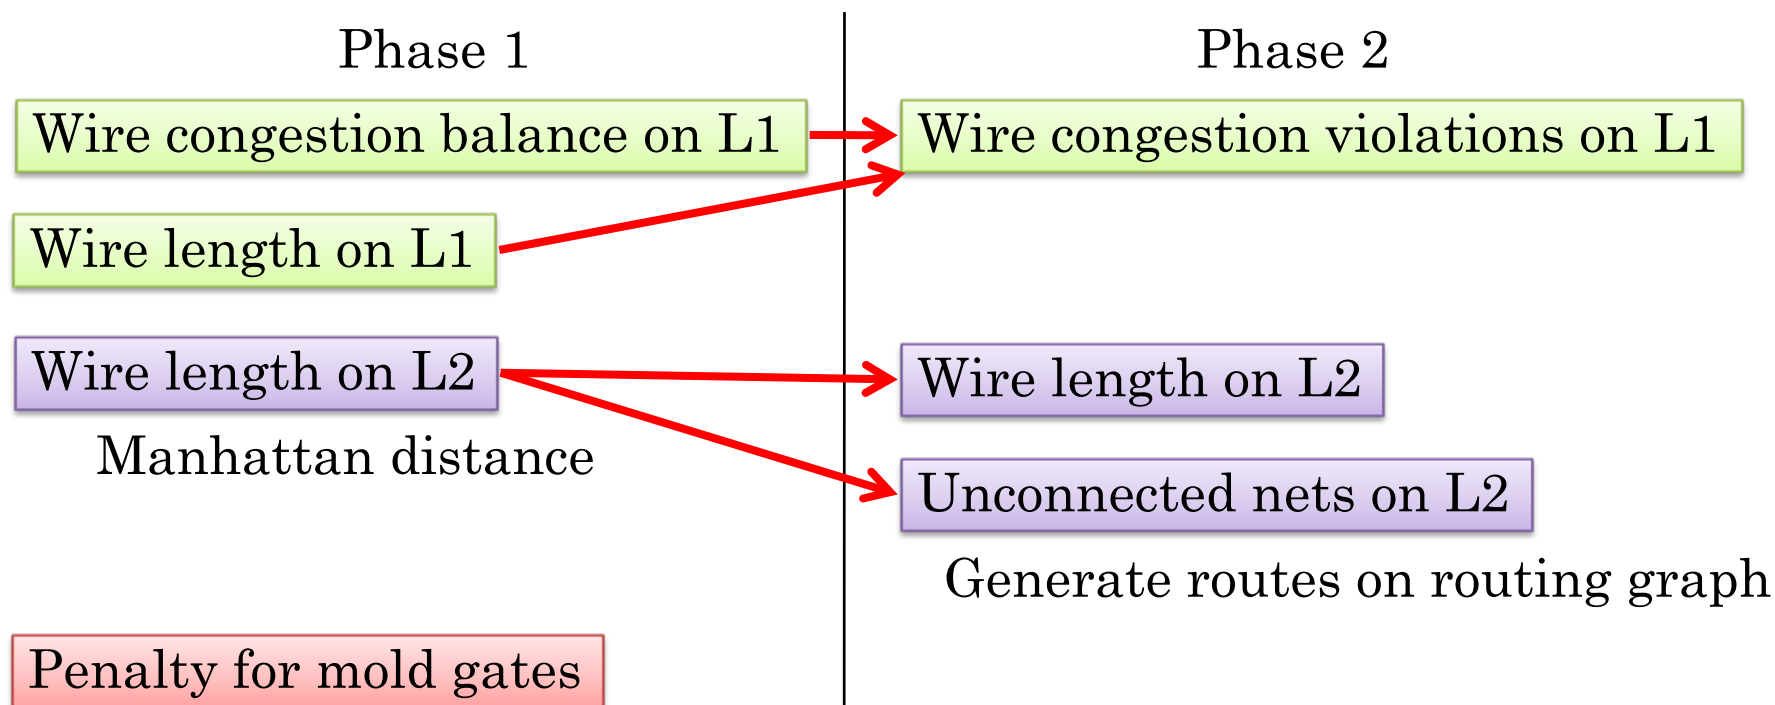 Phase 1
Phase 2
Wire congestion balance on L1
Wire congestion violations on L1
Wire length on L1
Wire length on L2
Wire length on L2
Manhattan distance
Unconnected nets on L2
Generate routes on routing graph
Penalty for mold gates